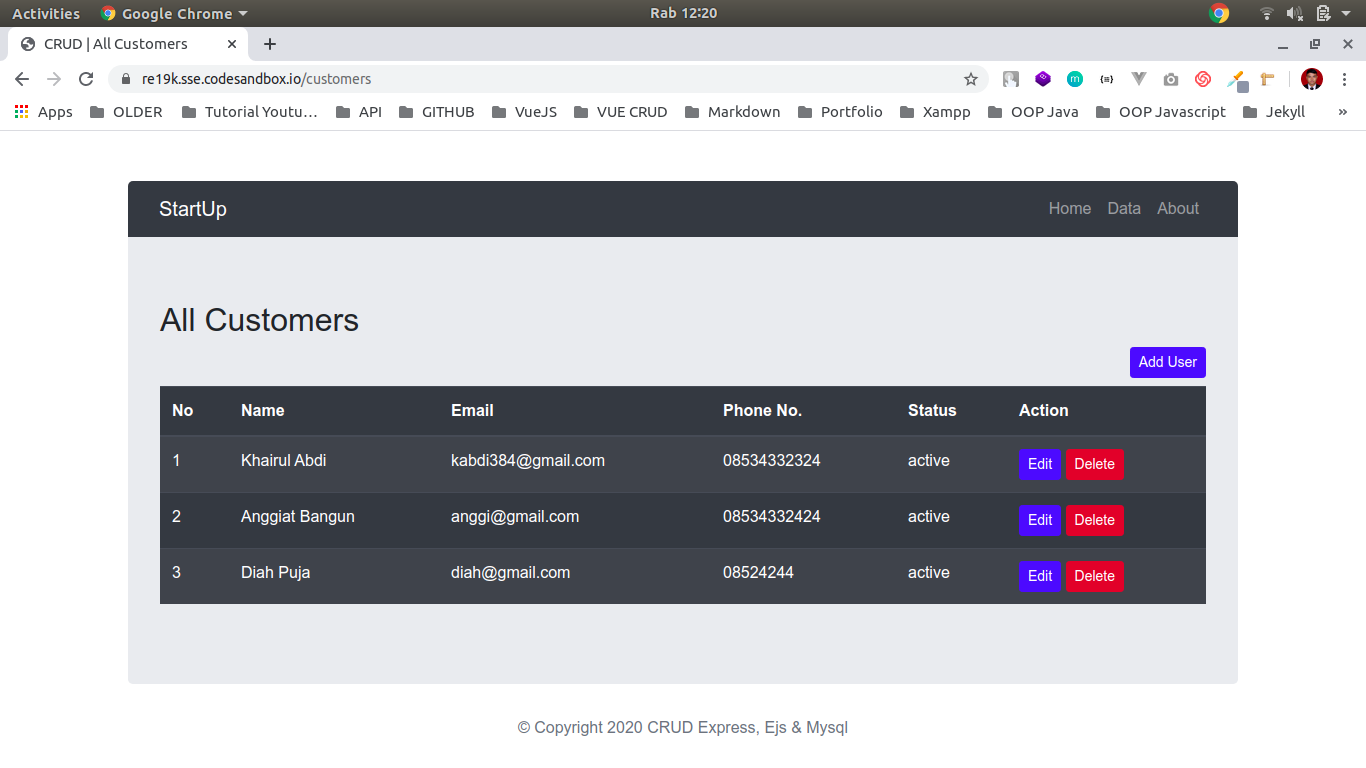 Activities Google Chrome Rab 12:20
CRUD | All Customers
re19k.sse.codesandbox.io/customers
Apps OLDER Tutorial Youtu… API GITHUB VueJS VUE CRUD Markdown Portfolio Xampp OOP Java OOP Javascript Jekyll »
StartUp Home Data About
All Customers
Add User
No Name Email Phone No. Status Action
1 Khairul Abdi kabdi384@gmail.com 08534332324 active Edit Delete
2 Anggiat Bangun anggi@gmail.com 08534332424 active Edit Delete
3 Diah Puja diah@gmail.com 08524244 active Edit Delete
© Copyright 2020 CRUD Express, Ejs & Mysql